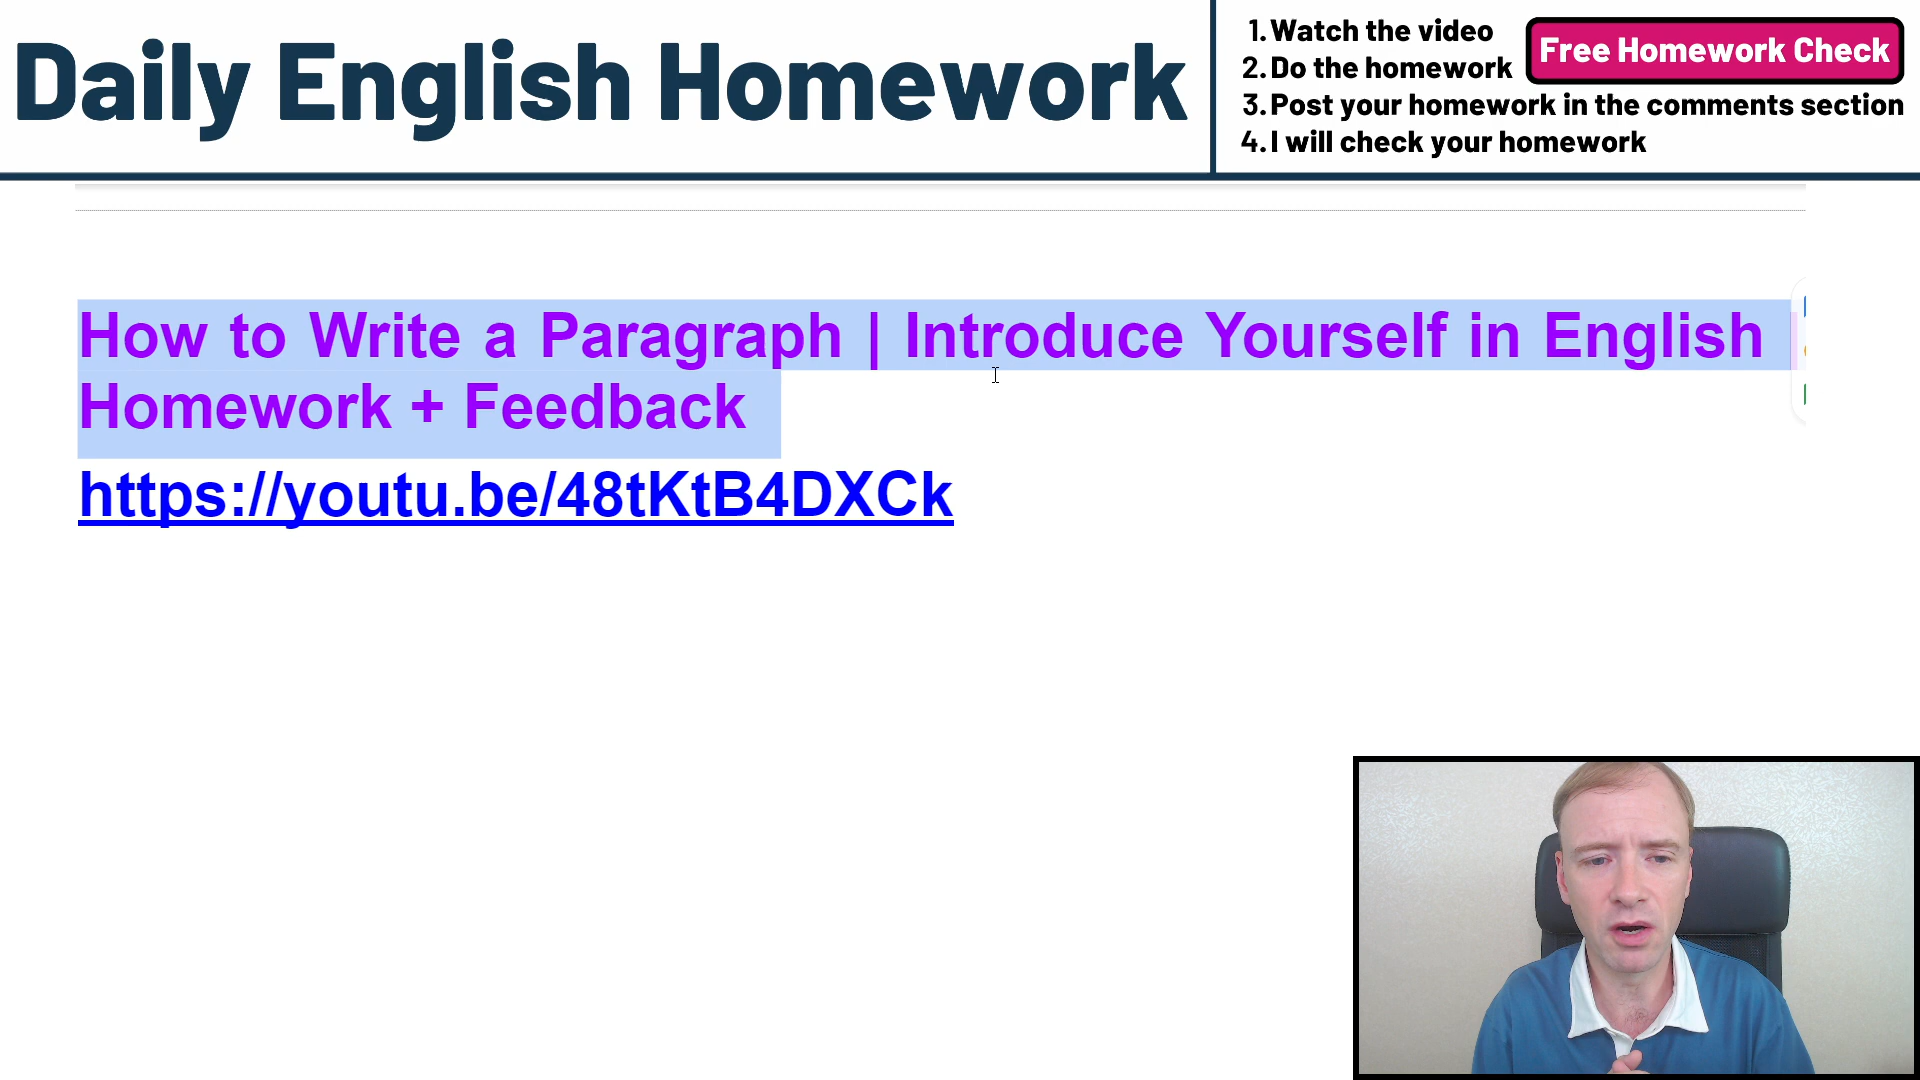 Daily English Homework
1. Watch the video
2. Do the homework
Free Homework Check
3. Post your homework in the comments section
4. I will check your homework
How to Write a Paragraph | Introduce Yourself in English
Homework + Feedback
https://youtu.be/48tKtB4DXCk